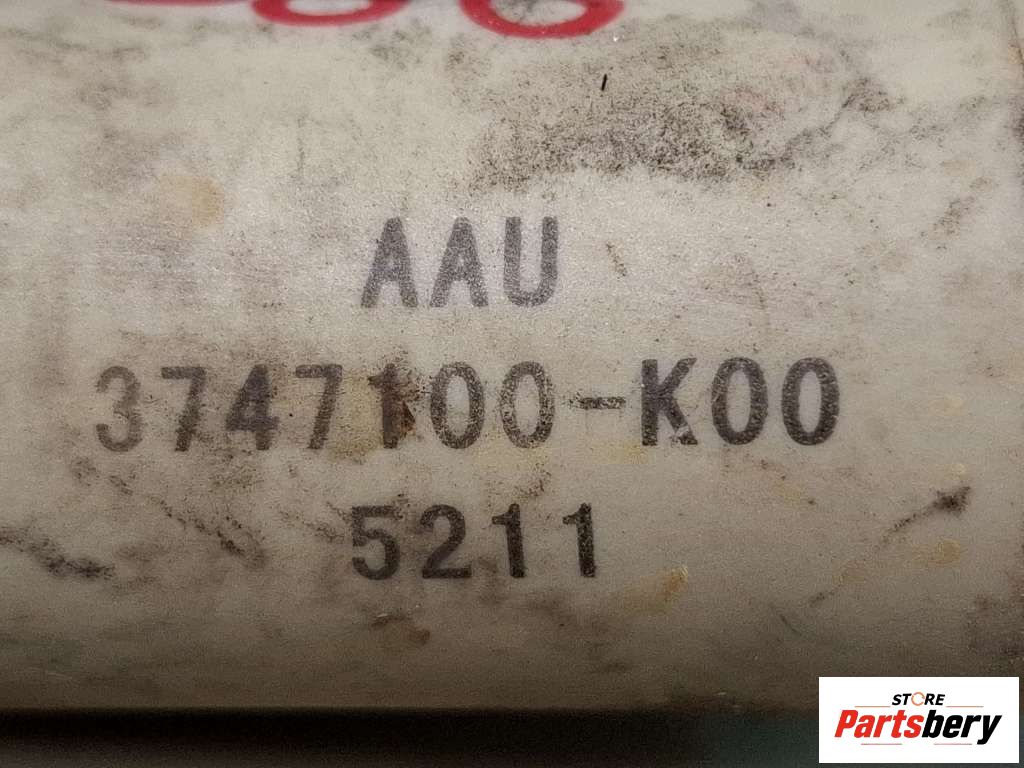 AAU
3747100-K00
5211
STORE
Partsbery